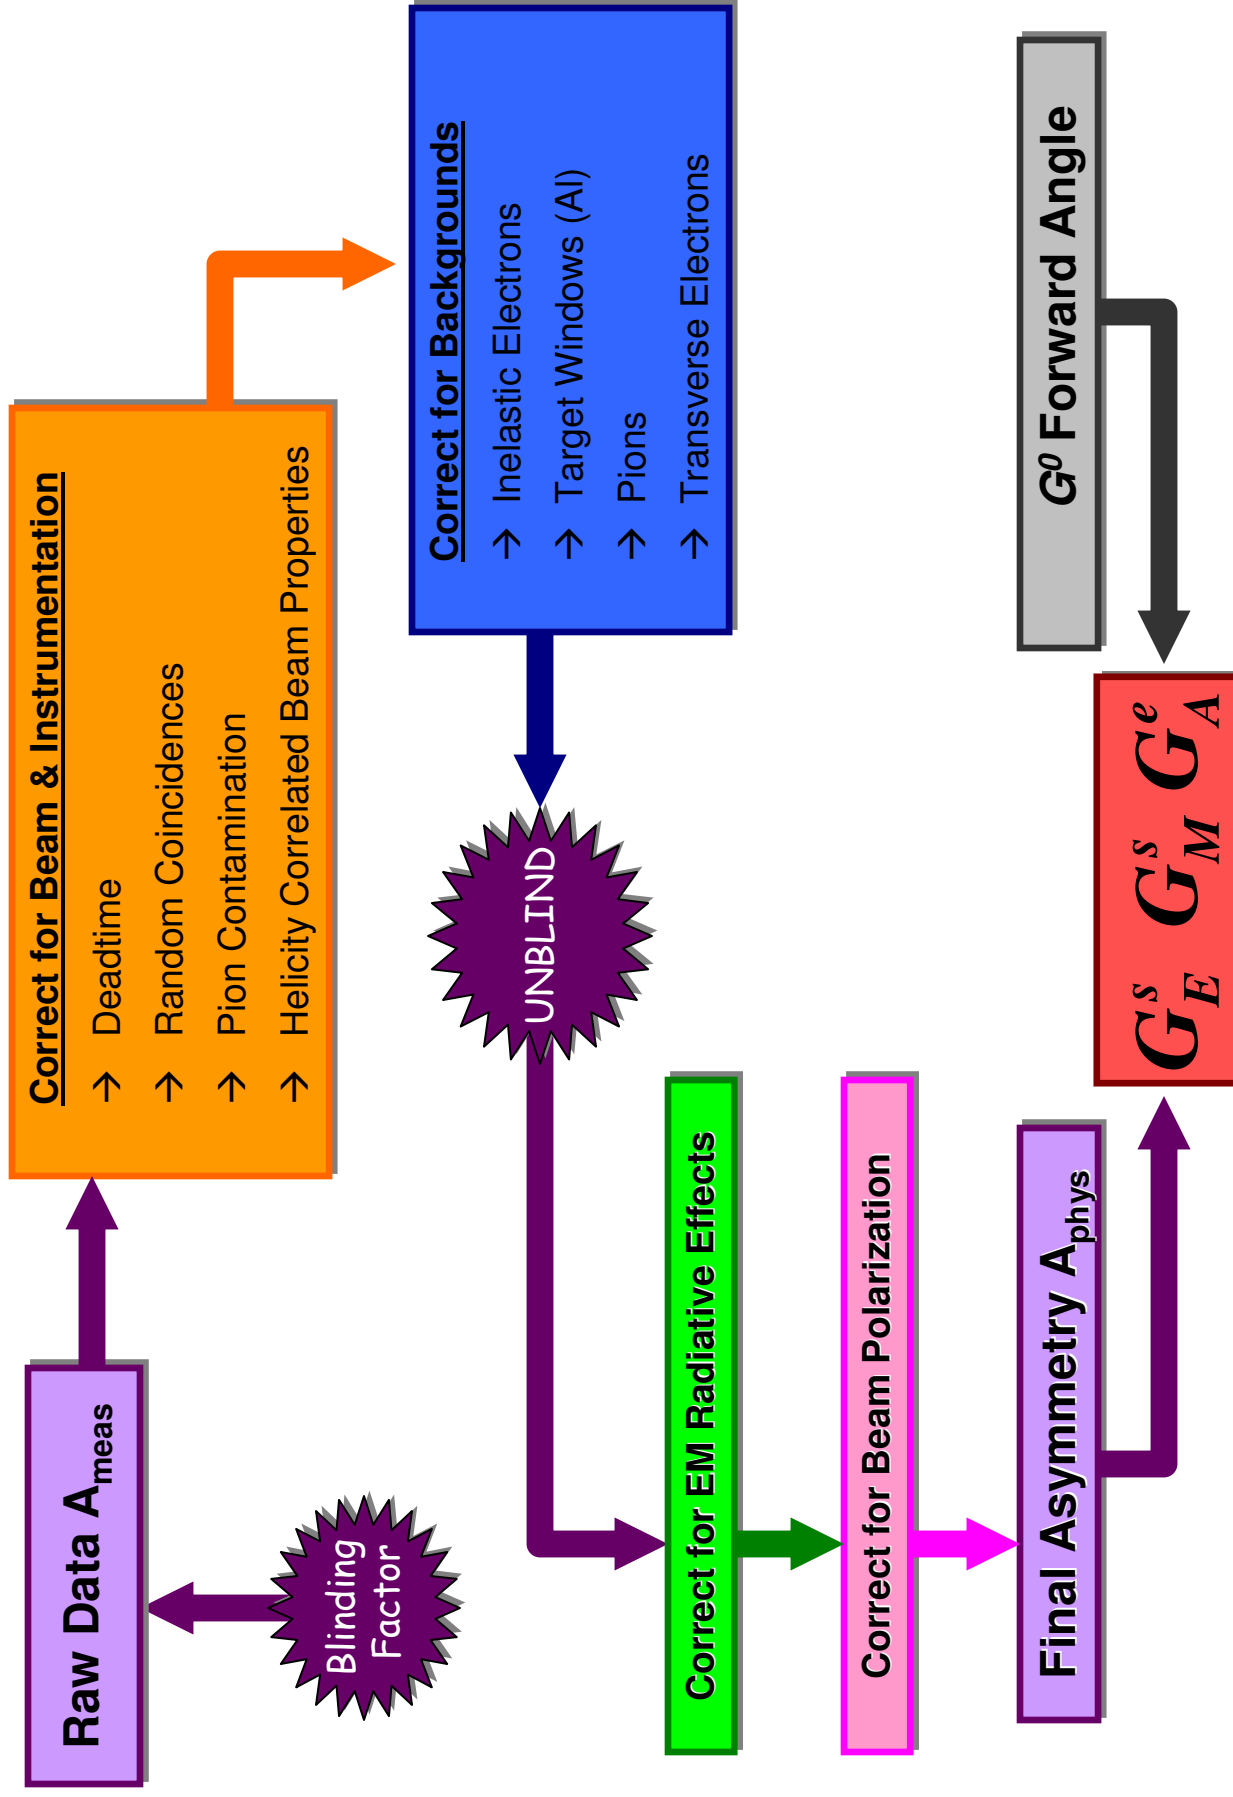 Raw Data Ameas
Blinding
Factor
Correct for Beam & Instrumentation
→ Deadtime
→ Random Coincidences
→ Pion Contamination
→ Helicity Correlated Beam Properties
Correct for Backgrounds
→ Inelastic Electrons
→ Target Windows (Al)
→ Pions
→ Transverse Electrons
UNBLIND
Correct for EM Radiative Effects
Correct for Beam Polarization
Final Asymmetry Aphys
G_E^s G_M^s G_A^e
G⁰ Forward Angle